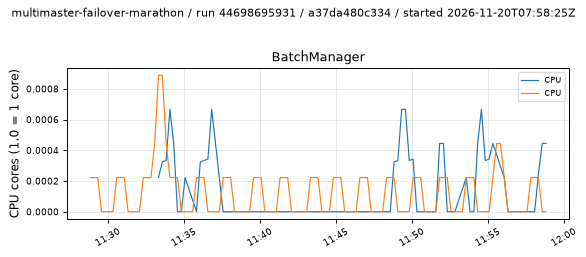 multimaster-failover-marathon / run 44698695931 / a37da480c334 / started 2026-11-20T07:58:25Z
BatchManager
CPU cores (1.0 = 1 core)
0.0008
0.0006
0.0004
0.0002
0.0000
CPU
CPU
11:30
11:35
11:40
11:45
11:50
11:55
12:00